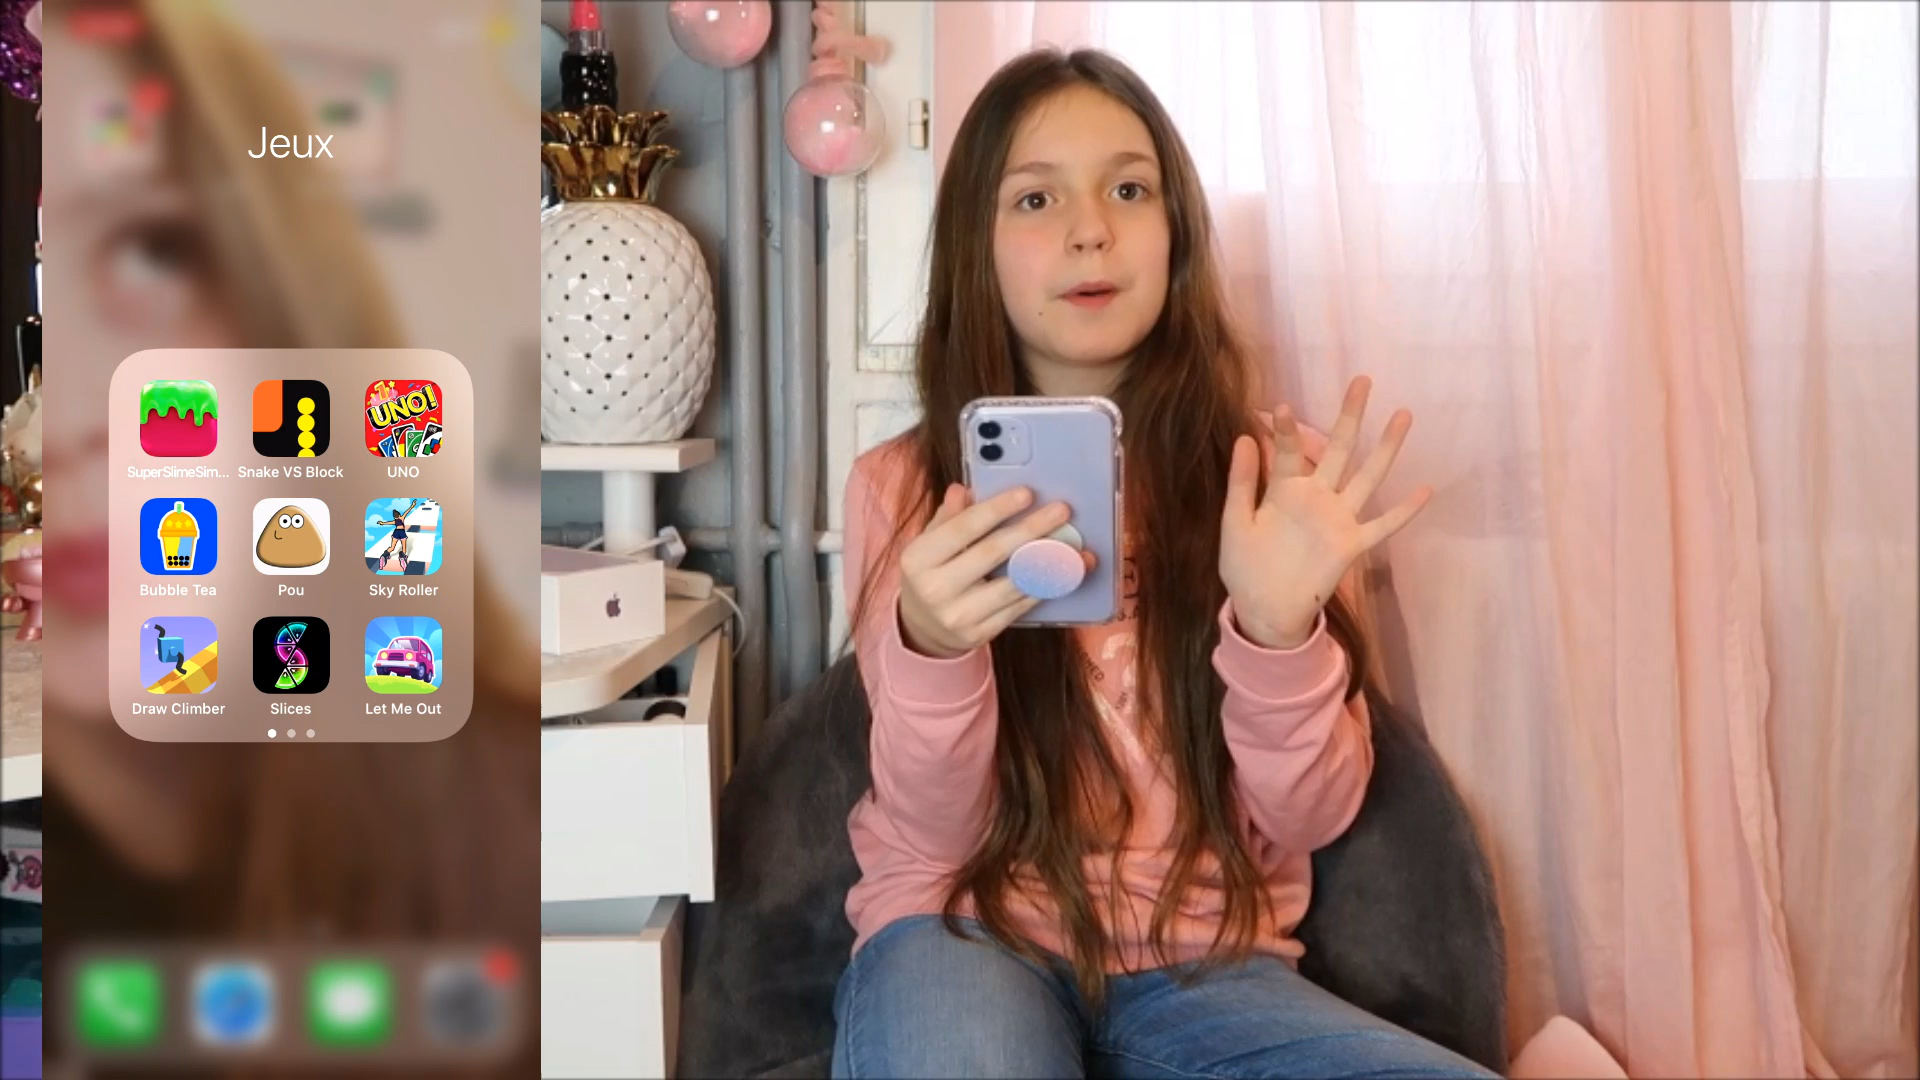 Jeux
UNO!
SuperSlimeSim...
Snake VS Block
UNO
Bubble Tea
Pou
Sky Roller
Draw Climber
Slices
Let Me Out